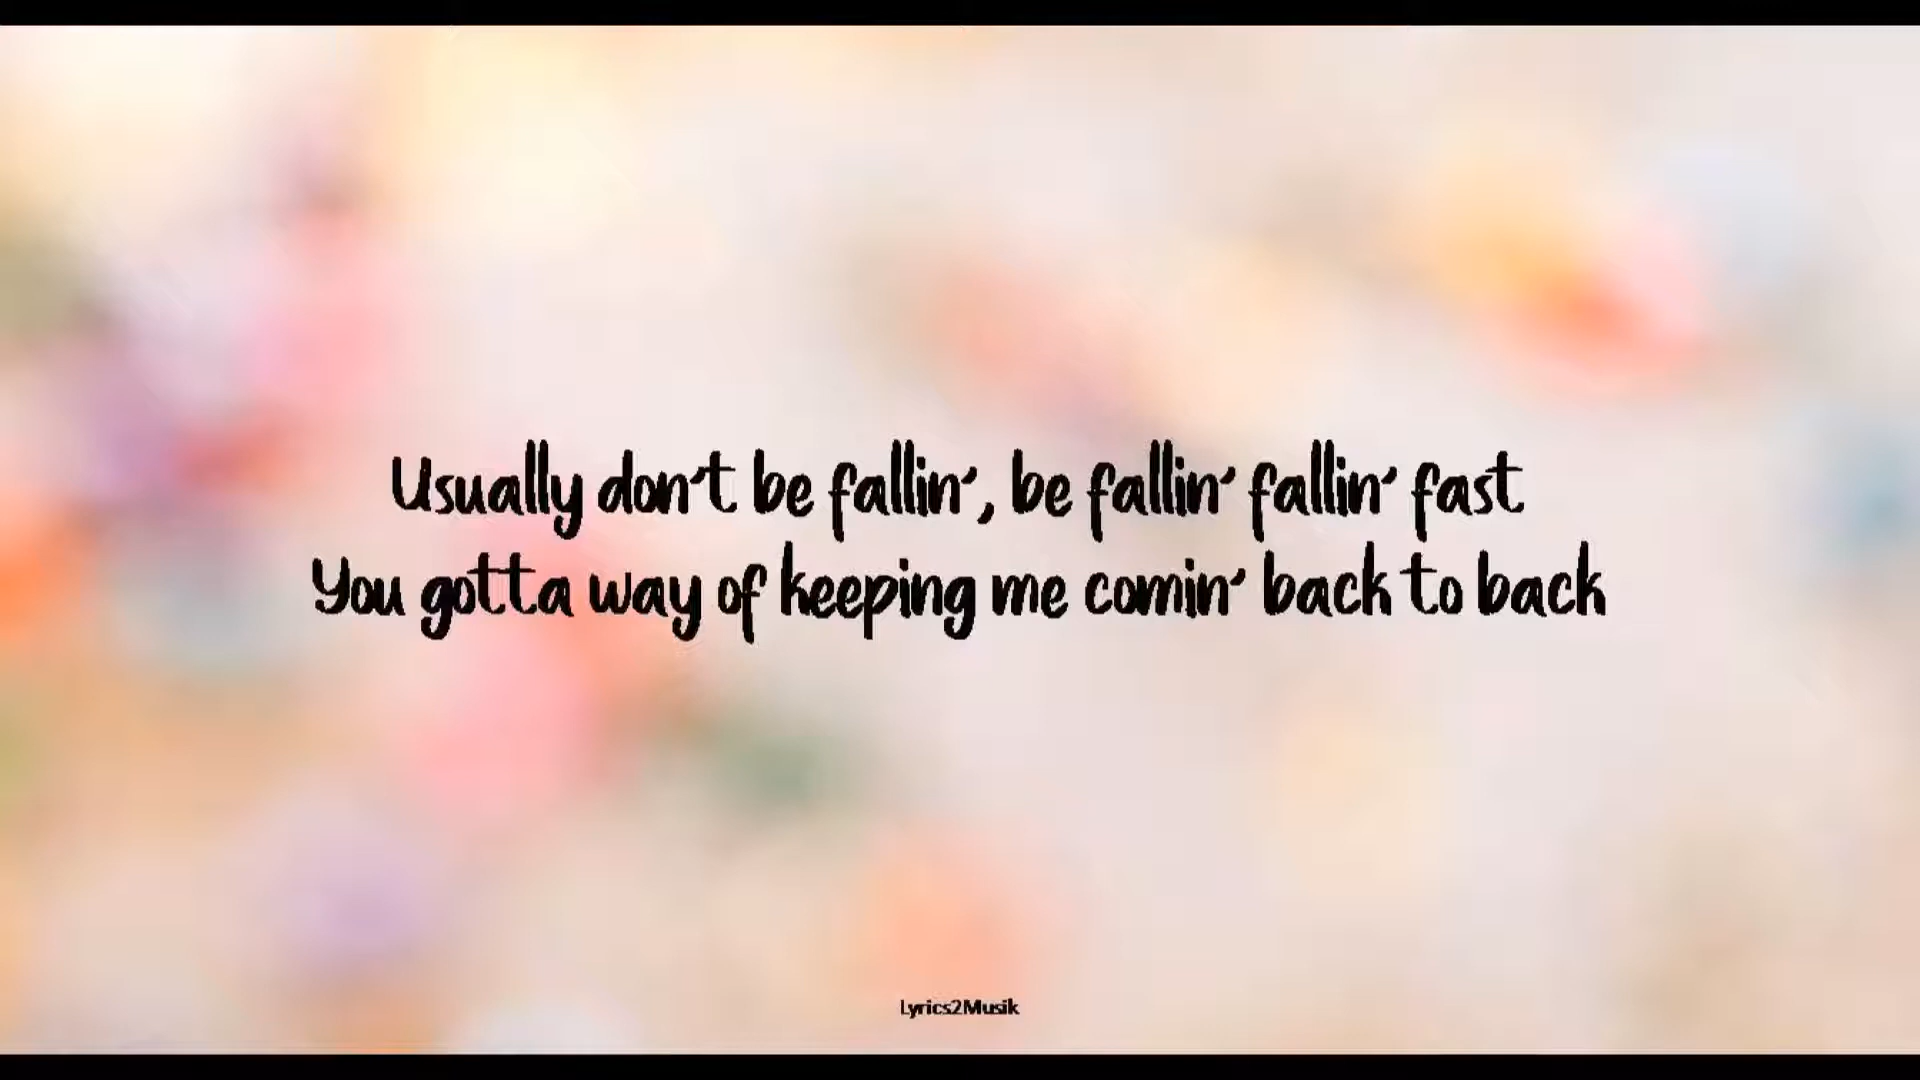 Usually don't be fallin', be fallin' fallin' fast
You gotta way of keeping me comin' back to back
Lyrics2Musik